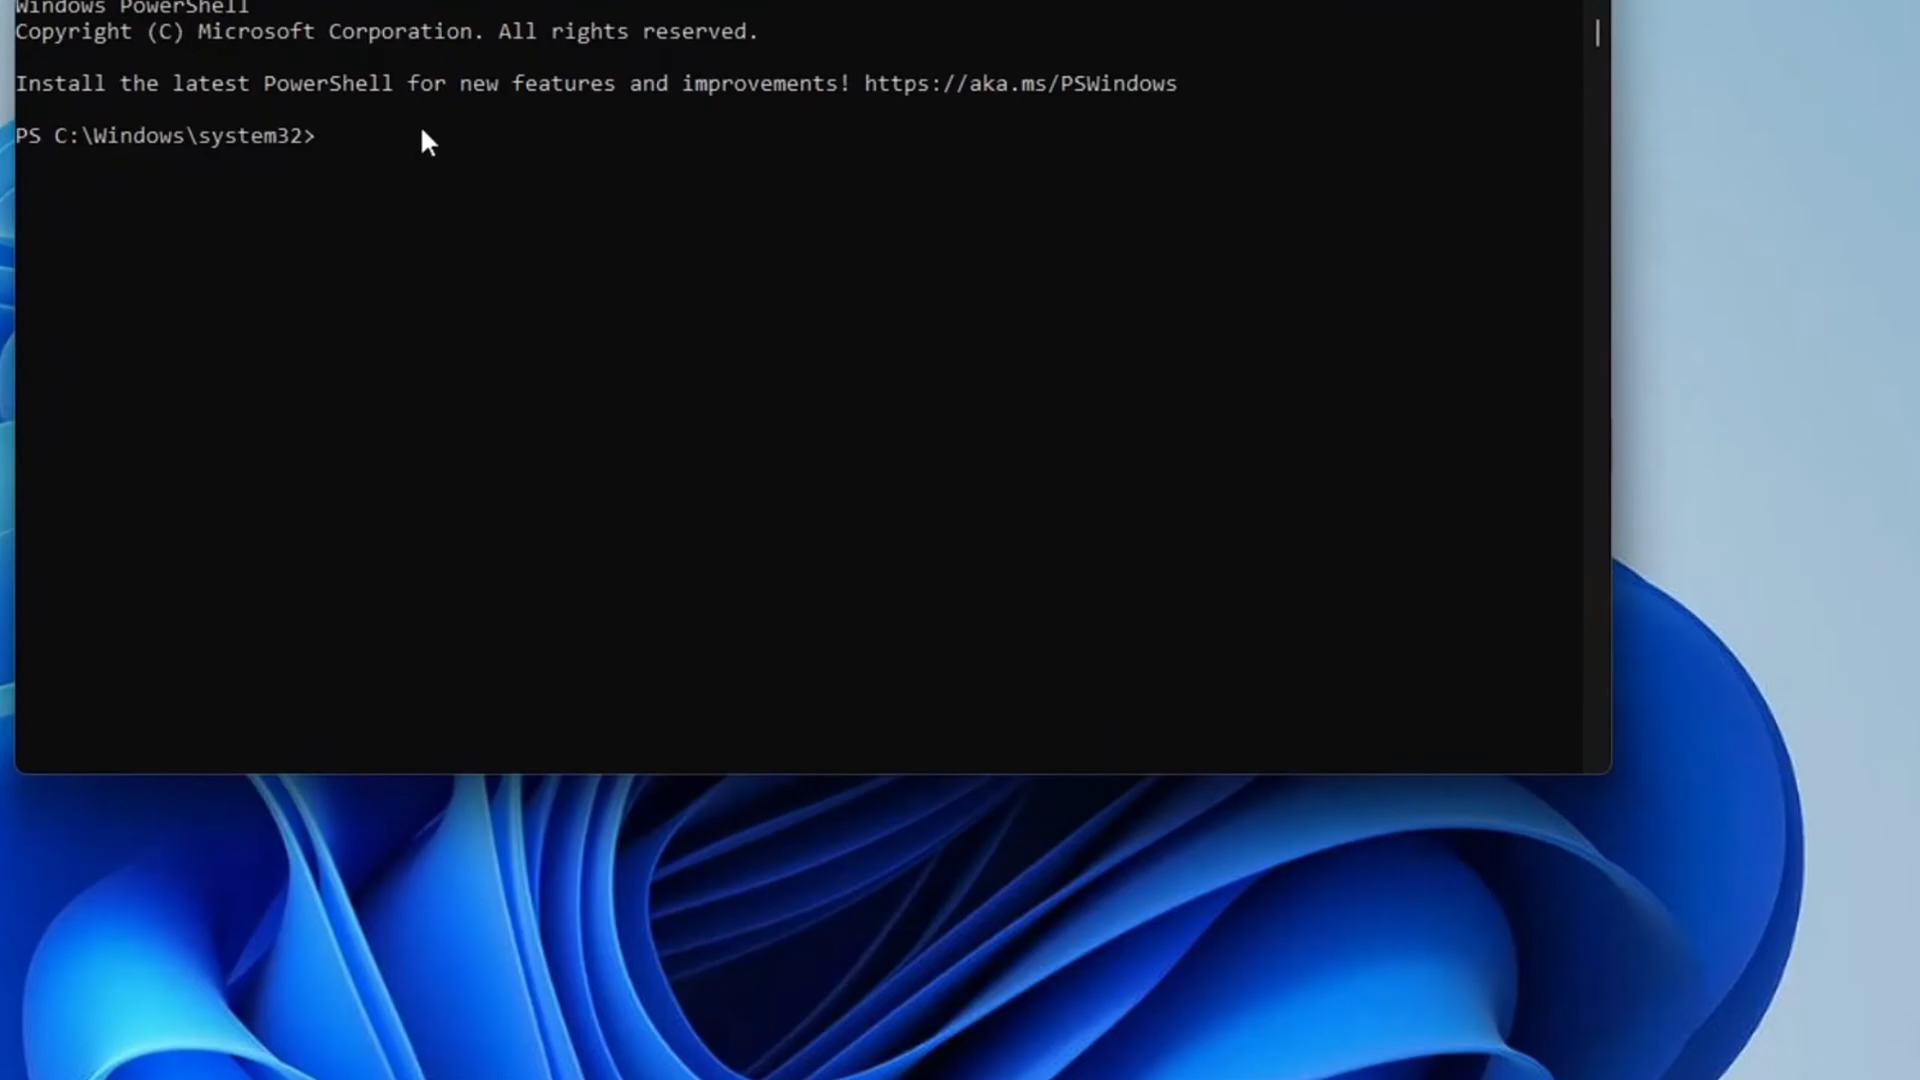 Windows PowerShell
Copyright (C) Microsoft Corporation. All rights reserved.
Install the latest PowerShell for new features and improvements! https://aka.ms/PSWindows
PS C:\Windows\system32>